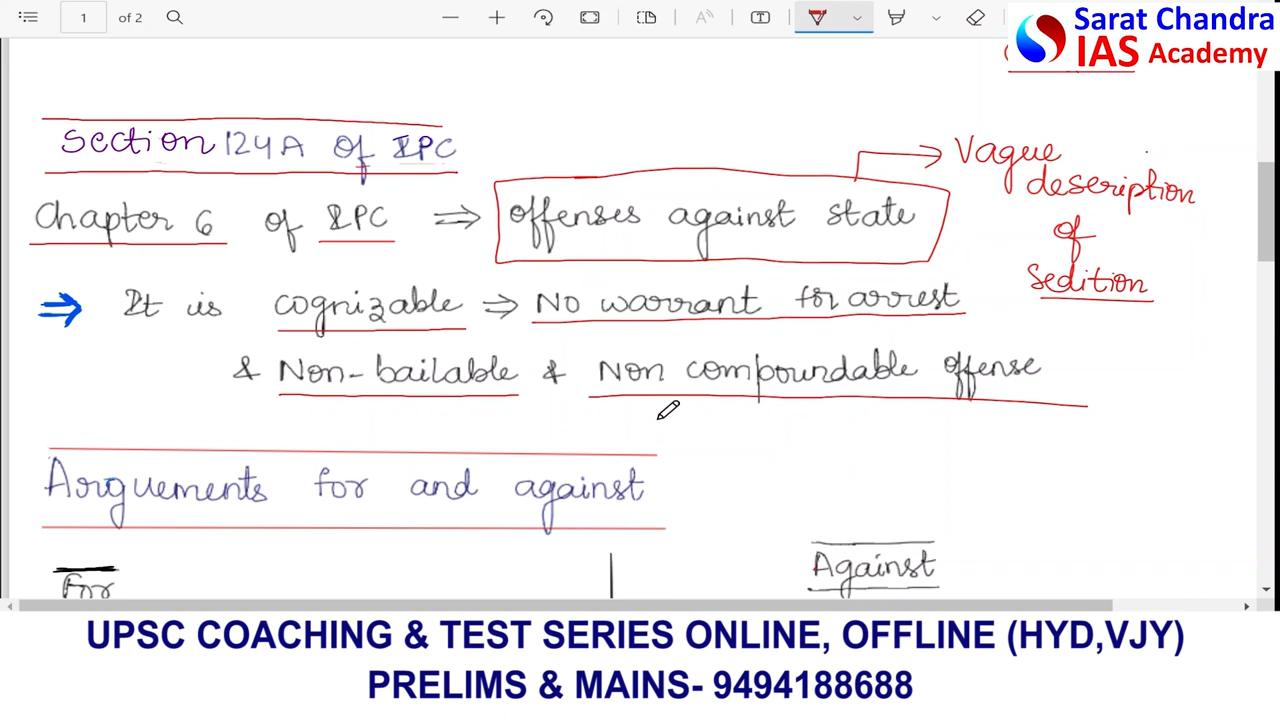 1 of 2
Sarat Chandra
IAS Academy
Section 124A of IPC
Chapter 6 of IPC ⇒ offenses against state
Vague
description
of
Sedition
⇒ It is cognizable ⇒ No warrant for arrest
& Non-bailable & Non compoundable offense
Arguements for and against
For
Against
UPSC COACHING & TEST SERIES ONLINE, OFFLINE (HYD,VJY)
PRELIMS & MAINS- 9494188688